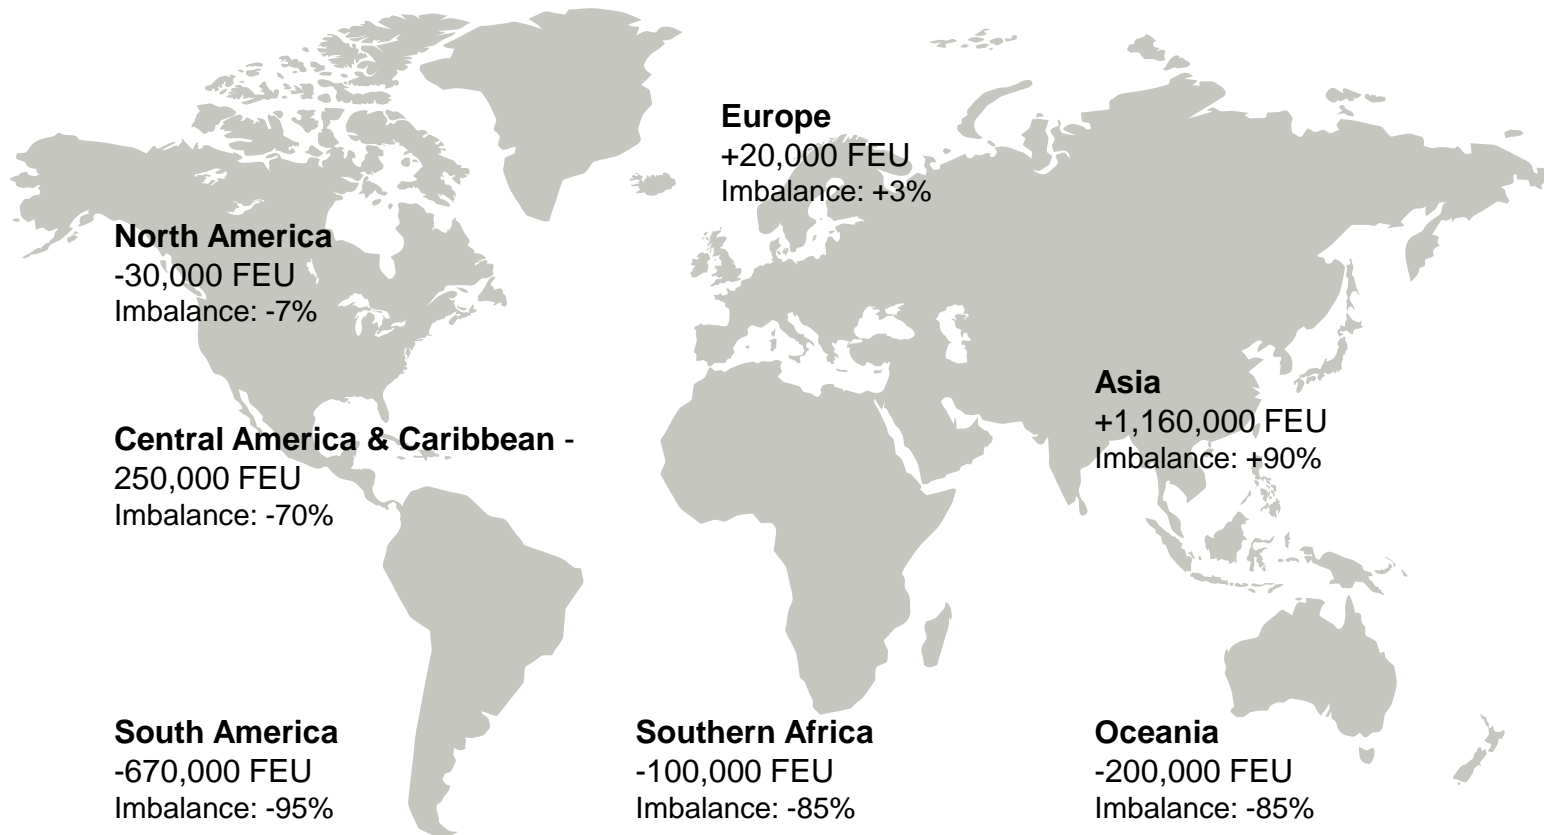 Europe
+20,000 FEU
Imbalance: +3%
North America
-30,000 FEU
Imbalance: -7%
Asia
+1,160,000 FEU
Imbalance: +90%
Central America & Caribbean -
250,000 FEU
Imbalance: -70%
South America
-670,000 FEU
Imbalance: -95%
Southern Africa
-100,000 FEU
Imbalance: -85%
Oceania
-200,000 FEU
Imbalance: -85%